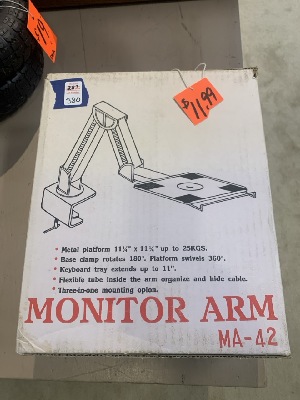 $11.99
280
• Metal platform 11¾" x 11¾" up to 25KGS.
• Base clamp rotates 180°. Platform swivels 360°.
• Keyboard tray extends up to 11".
• Flexible tube inside the arm organize and hide cable.
• Three-in-one mounting option.
MONITOR ARM
MA-42